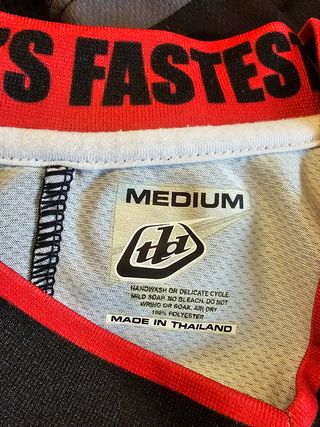 'S FASTES
MEDIUM
tld
HANDWASH OR DELICATE CYCLE
MILD SOAP. NO BLEACH. DO NOT
WRING OR SOAK. AIR DRY
100% POLYESTER
MADE IN THAILAND